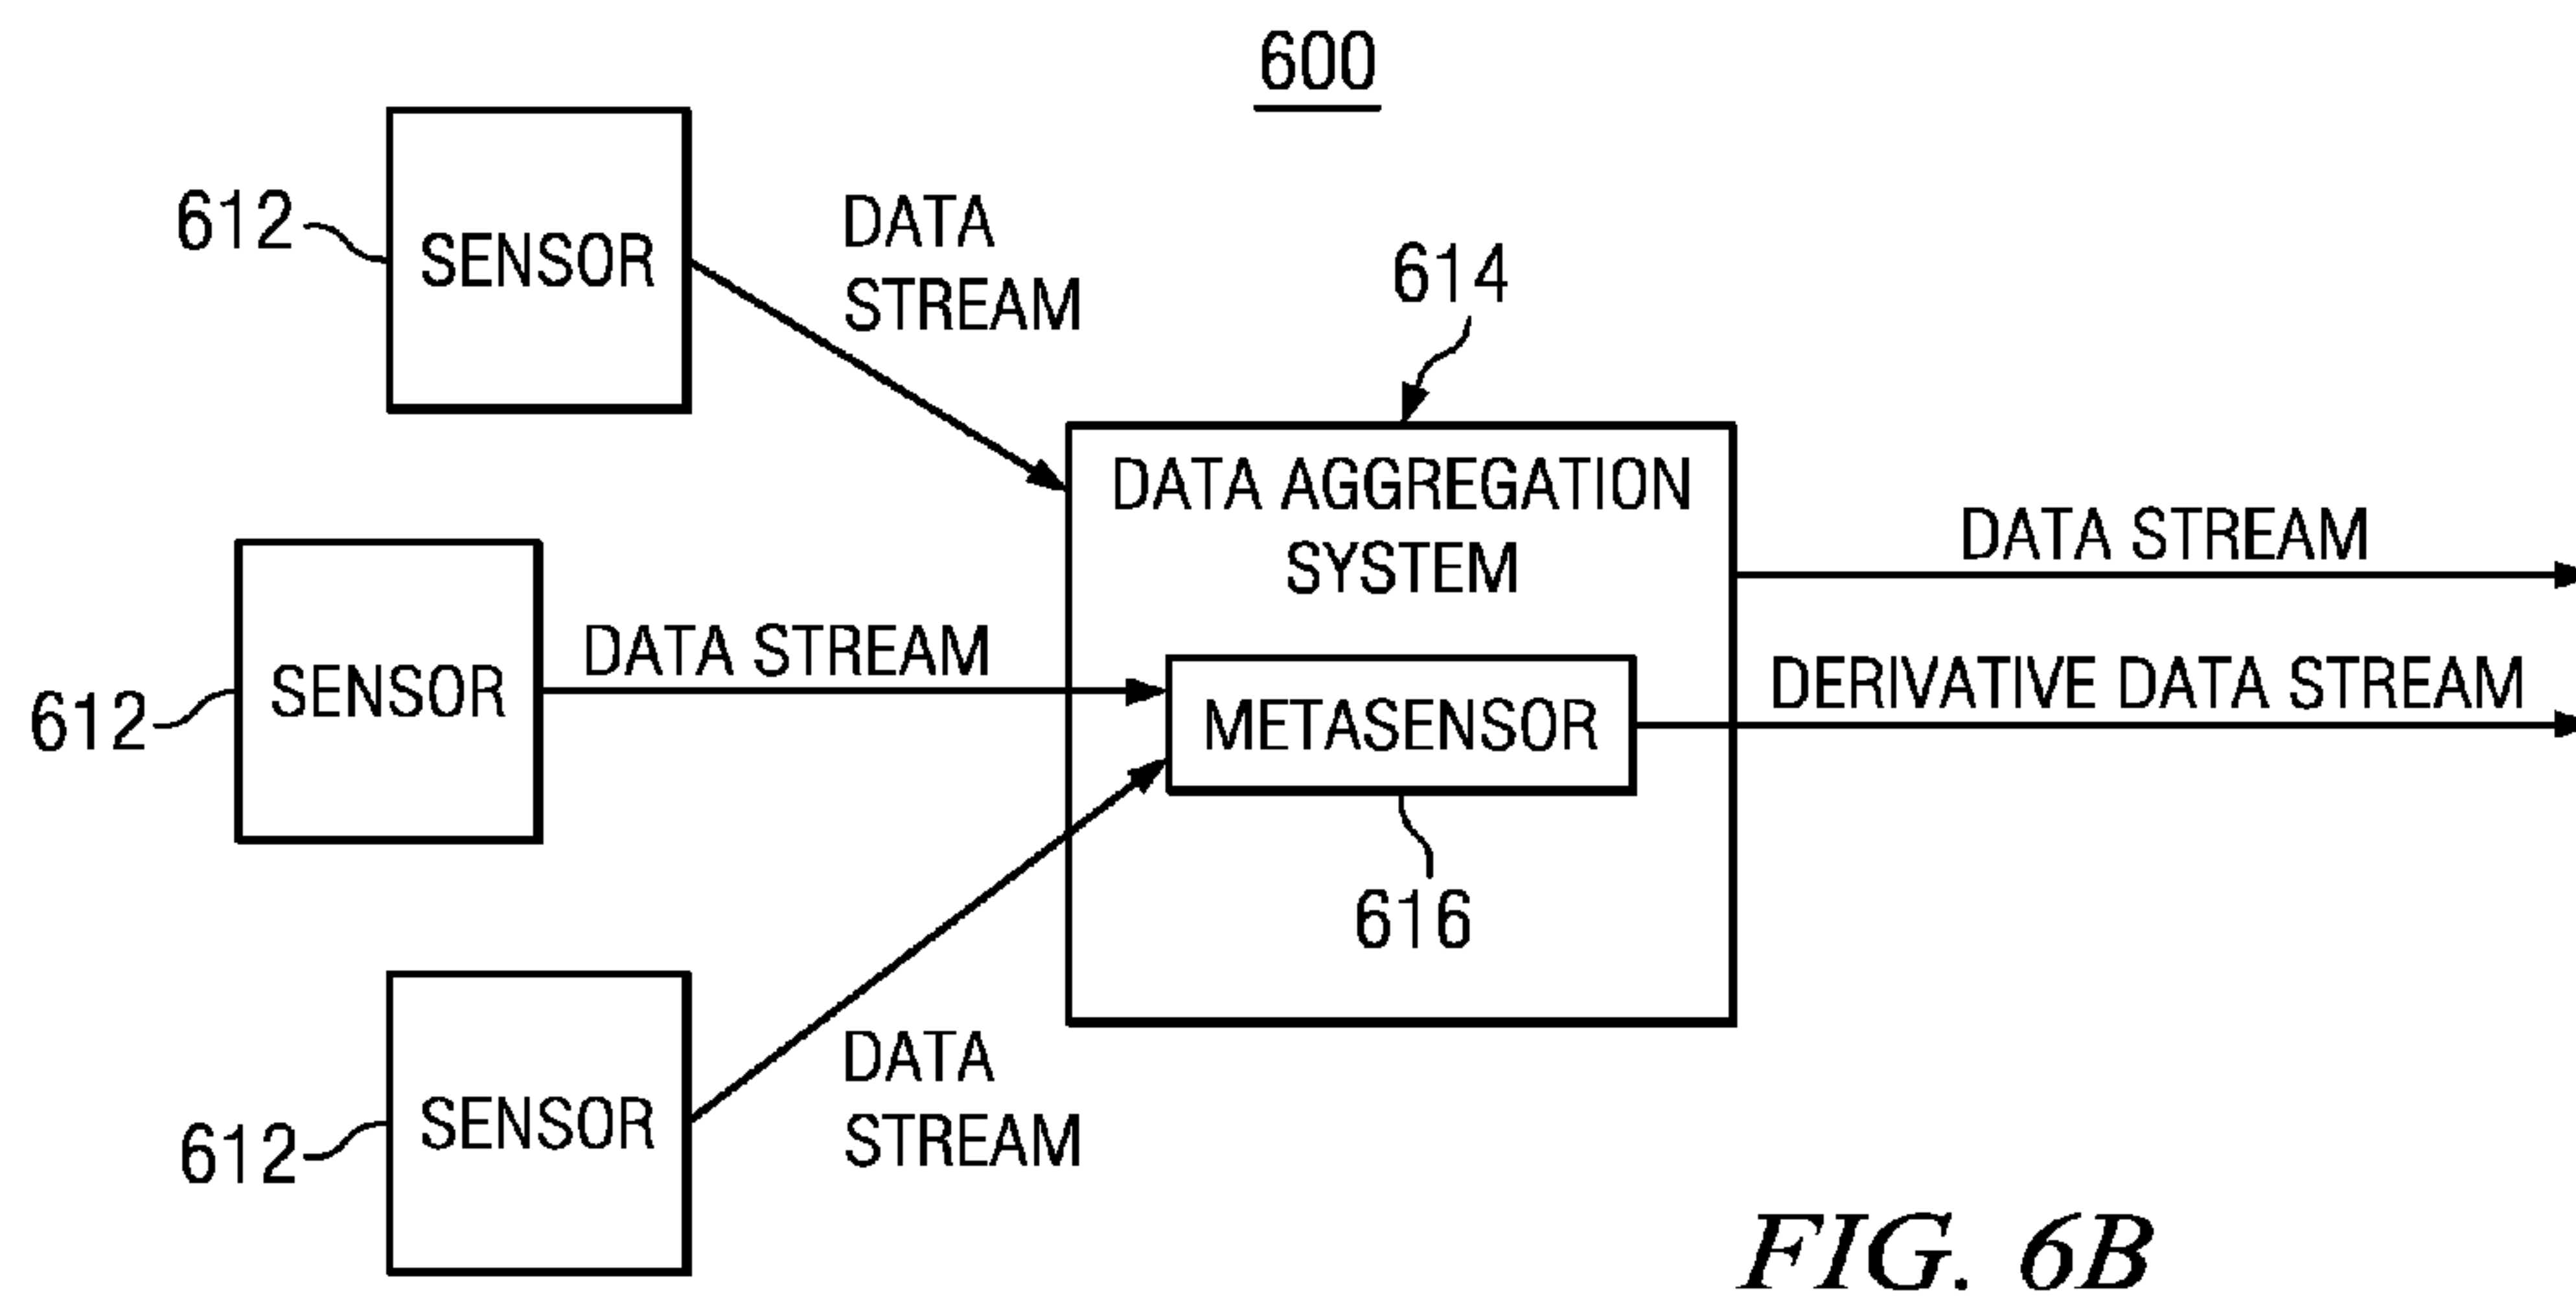 600
612
SENSOR
DATA
STREAM
614
DATA AGGREGATION
SYSTEM
DATA STREAM
612
SENSOR
DATA STREAM
METASENSOR
DERIVATIVE DATA STREAM
616
612
SENSOR
DATA
STREAM
FIG. 6B